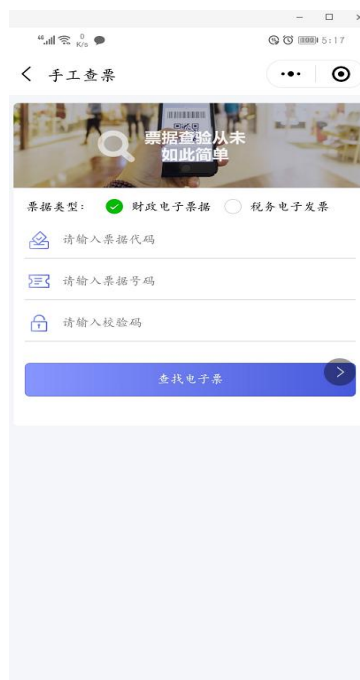 0
K/s
5:17
手工查票
票据查验从未
如此简单
票据类型: 财政电子票据 税务电子发票
请输入票据代码
请输入票据号码
请输入校验码
查找电子票